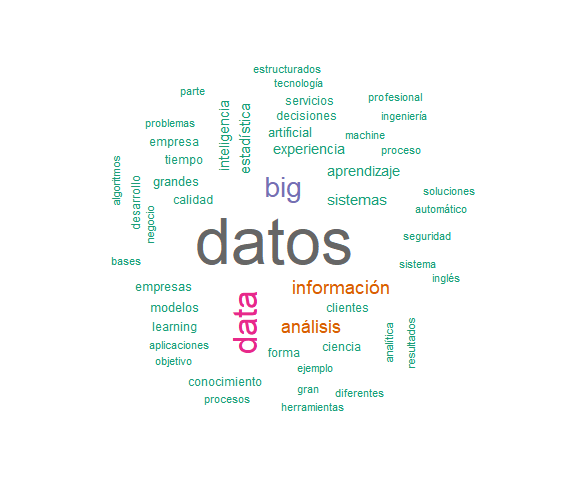 estructurados
tecnología
parte
servicios
profesional
inteligencia
estadística
decisiones
ingeniería
problemas
artificial
machine
empresa
experiencia
proceso
tiempo
algoritmos
aprendizaje
grandes
desarrollo
big
soluciones
calidad
sistemas
negocio
automático
datos
seguridad
bases
sistema
inglés
empresas
información
modelos
data
clientes
learning
análisis
analítica
resultados
aplicaciones
forma
ciencia
objetivo
ejemplo
conocimiento
gran
diferentes
procesos
herramientas